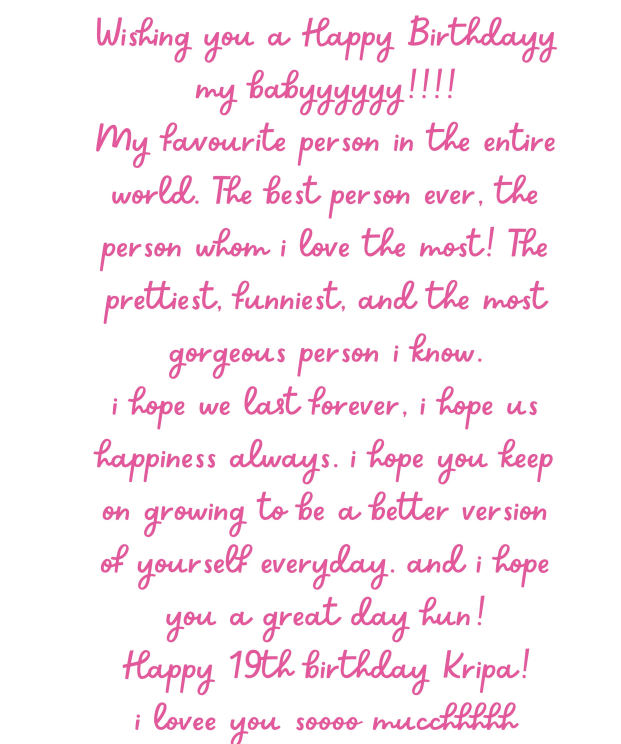 Wishing you a Happy Birthdayy
my babyyyyyy!!!!
My favourite person in the entire
world. The best person ever, the
person whom i love the most! The
prettiest, funniest, and the most
gorgeous person i know.
i hope we last forever, i hope us
happiness always. i hope you keep
on growing to be a better version
of yourself everyday. and i hope
you a great day hun!
Happy 19th birthday Kripa!
i lovee you soooo mucchhhhh